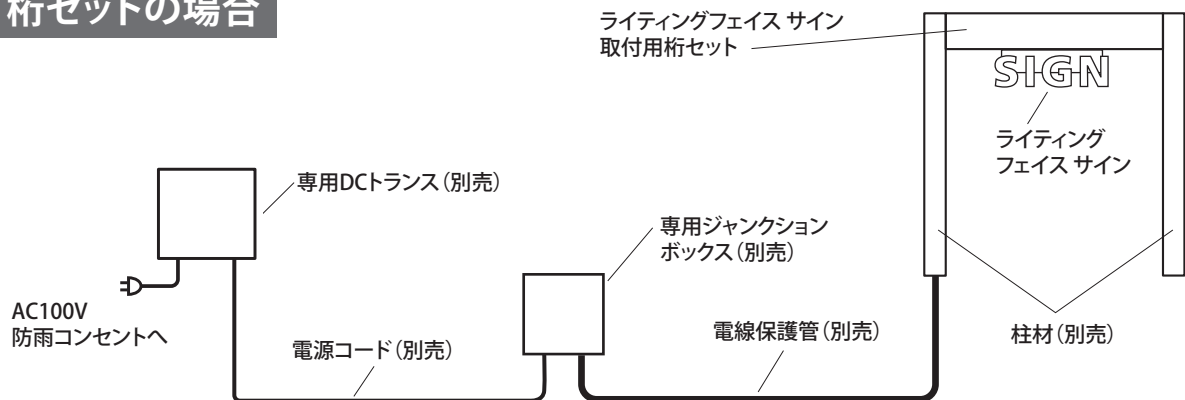 桁セットの場合
ライティングフェイス サイン
取付用桁セット
SIGN
ライティング
フェイス サイン
専用DCトランス(別売)
専用ジャンクション
ボックス(別売)
AC100V
防雨コンセントへ
電源コード(別売)
電線保護管(別売)
柱材(別売)